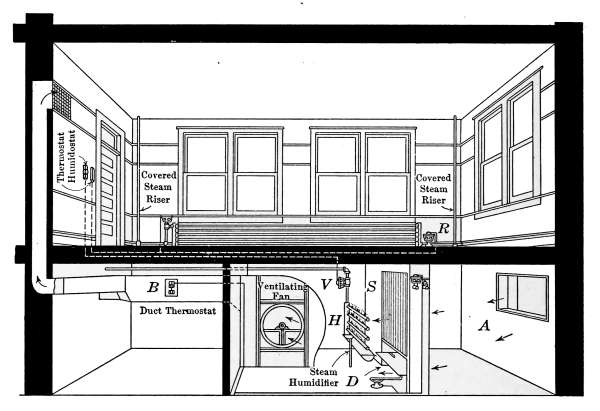 Thermostat
Humidostat
Covered
Steam
Riser
Covered
Steam
Riser
R
B
Duct Thermostat
Ventilating
Fan
V
S
H
A
Steam
Humidifier
D